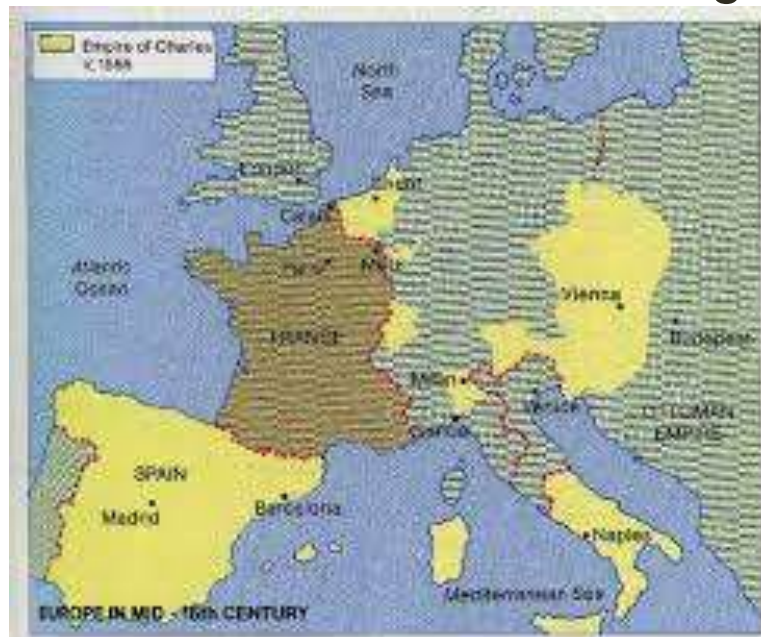 Empire of Charles
North
Sea
London
Ghent
Calais
Atlantic
Ocean
Paris
Metz
Vienna
FRANCE
Budapest
Milan
Venice
Genoa
OTTOMAN
EMPIRE
SPAIN
Madrid
Barcelona
Naples
Mediterranean Sea
EUROPE IN MID - 16th CENTURY